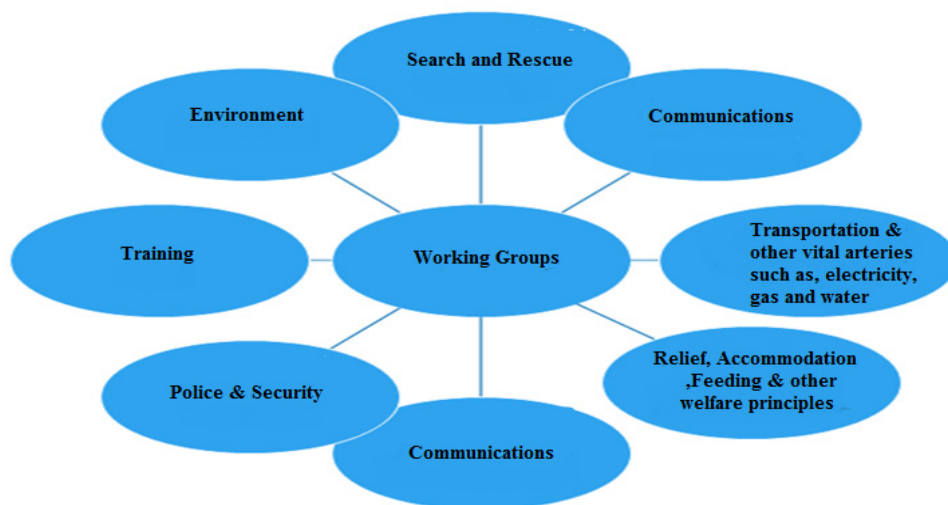 Search and Rescue
Environment
Communications
Training
Working Groups
Transportation &
other vital arteries
such as, electricity,
gas and water
Police & Security
Relief, Accommodation
,Feeding & other
welfare principles
Communications